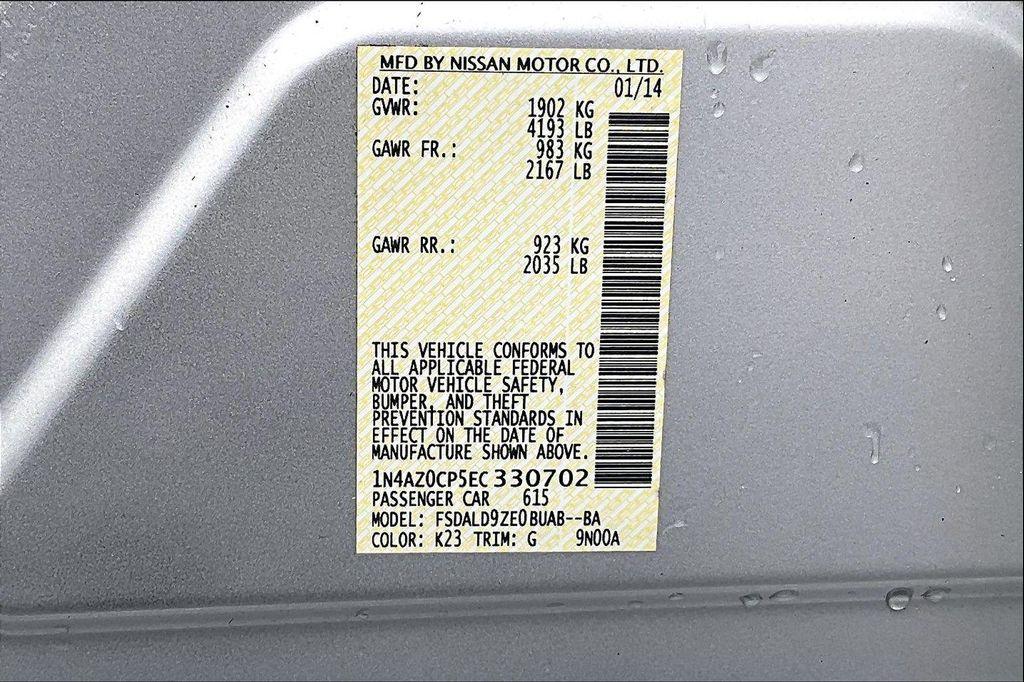 MFD BY NISSAN MOTOR CO., LTD.
DATE: 01/14
GVWR: 1902 KG
4193 LB
GAWR FR.: 983 KG
2167 LB
GAWR RR.: 923 KG
2035 LB
THIS VEHICLE CONFORMS TO
ALL APPLICABLE FEDERAL
MOTOR VEHICLE SAFETY,
BUMPER, AND THEFT
PREVENTION STANDARDS IN
EFFECT ON THE DATE OF
MANUFACTURE SHOWN ABOVE.
1N4AZ0CP5EC330702
PASSENGER CAR 615
MODEL: FSDALD9ZE0BUAB--BA
COLOR: K23 TRIM: G 9N00A